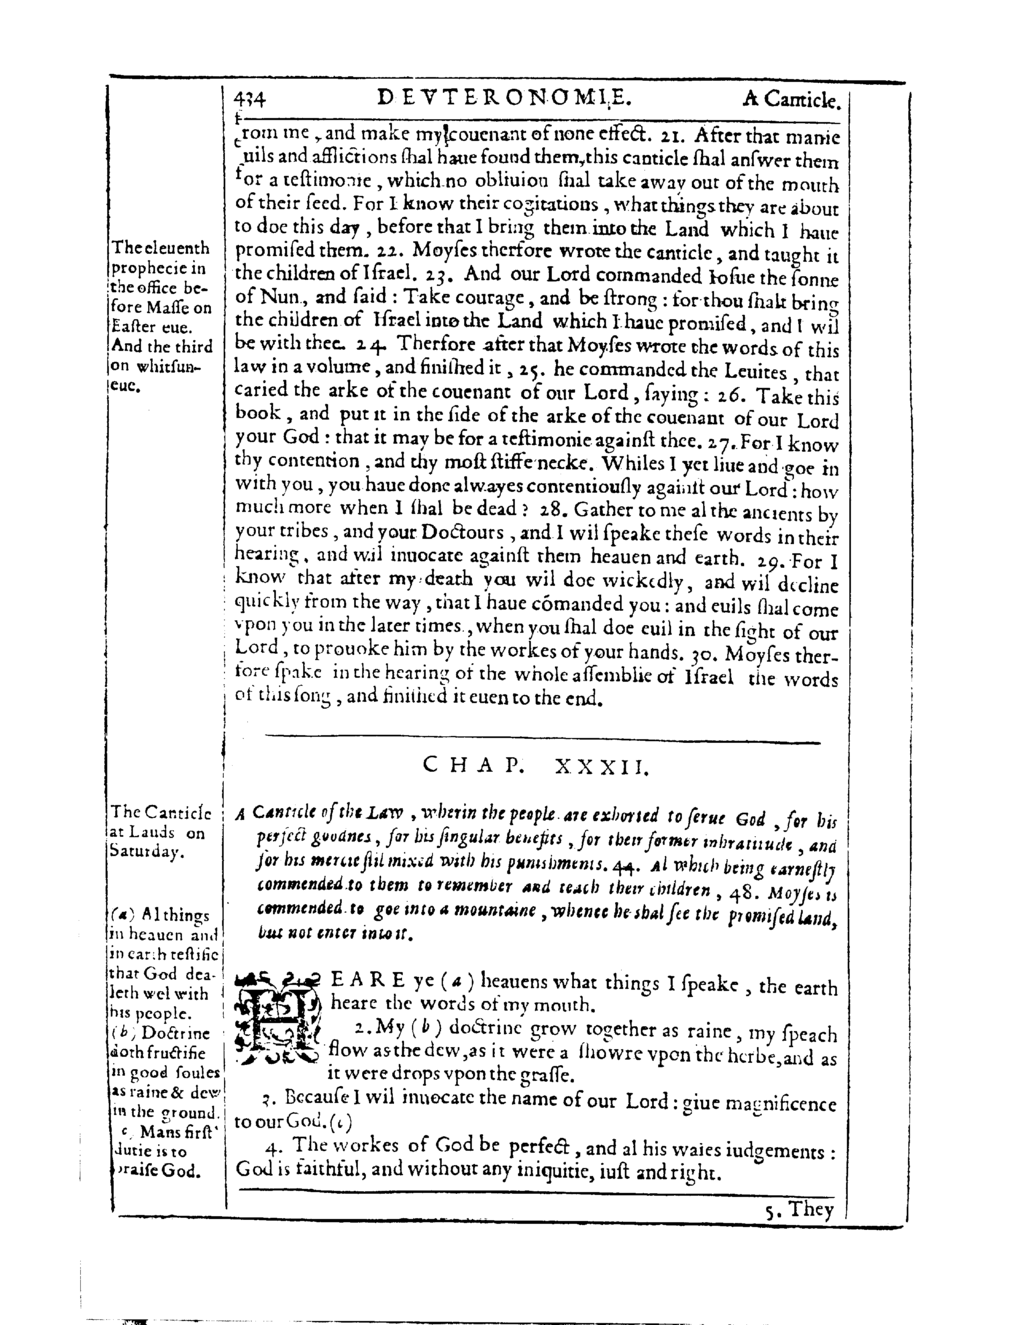 434 DEVTERONOMIE. A Canticle.
from me, and make my couenant of none effect. 21. After that manie
euils and afflictions ſhal haue found them, this canticle ſhal anſwer them
for a teſtimonie, which no obliuion ſhal take away out of the mouth
of their ſeed. For I know their cogitations, what things they are about
to doe this day, before that I bring them into the Land which I haue
promiſed them. 22. Moyſes therfore wrote the canticle, and taught it
the children of Iſrael. 23. And our Lord commanded Ioſue the ſonne
of Nun, and ſaid: Take courage, and be ſtrong: for thou ſhalt bring
the children of Iſrael into the Land which I haue promiſed, and I wil
be with thee. 24. Therfore after that Moyſes wrote the words of this
law in a volume, and finiſhed it, 25. he commanded the Leuites, that
caried the arke of the couenant of our Lord, ſaying: 26. Take this
book, and put it in the ſide of the arke of the couenant of our Lord
your God: that it may be for a teſtimonie againſt thee. 27. For I know
thy contention, and thy moſt ſtiffe necke. Whiles I yet liue and goe in
with you, you haue done alwayes contentiouſly againſt our Lord: how
much more when I ſhal be dead? 28. Gather to me al the ancients by
your tribes, and your Doctours, and I wil ſpeake theſe words in their
hearing, and wil inuocate againſt them heauen and earth. 29. For I
know that after my death you wil doe wickedly, and wil decline
quickly from the way, that I haue cōmanded you: and euils ſhal come
vpon you in the later times, when you ſhal doe euil in the ſight of our
Lord, to prouoke him by the workes of your hands. 30. Moyſes ther-
fore ſpake in the hearing of the whole aſſemblie of Iſrael the words
of this ſong, and finiſhed it euen to the end.
The eleuenth
prophecie in
the office be-
fore Maſſe on
Eaſter eue.
And the third
on whitſun-
eue.
CHAP. XXXII.
The Canticle
at Lauds on
Saturday.
A Canticle of the Law, wherin the people are exhorted to ſerue God, for his
perfect goodnes, for his ſingular benefits, for their former ingratitude, and
for his mercie ſtil mixed with his punishments. 44. Al which being earneſtly
commended to them to remember and teach their children, 48. Moyſes is
commended to goe into a mountaine, whence he shal ſee the promiſed land,
but not enter into it.
HEARE ye (a) heauens what things I ſpeake, the earth
heare the words of my mouth.
2. My (b) doctrine grow together as raine, my ſpeach
flow as the dew, as it were a ſhowre vpon the herbe, and as
it were drops vpon the graſſe.
3. Becauſe I wil inuocate the name of our Lord: giue magnificence
to our God. (c)
4. The workes of God be perfect, and al his waies iudgements:
God is faithful, and without any iniquitie, iuſt and right.
(a) Al things
in heauen and
in earth teſtifie
that God dea-
leth wel with
his people.
(b) Doctrine
doth fructifie
in good ſoules
as raine & dew
in the ground.
c. Mans firſt
dutie is to
praiſe God.
5. They